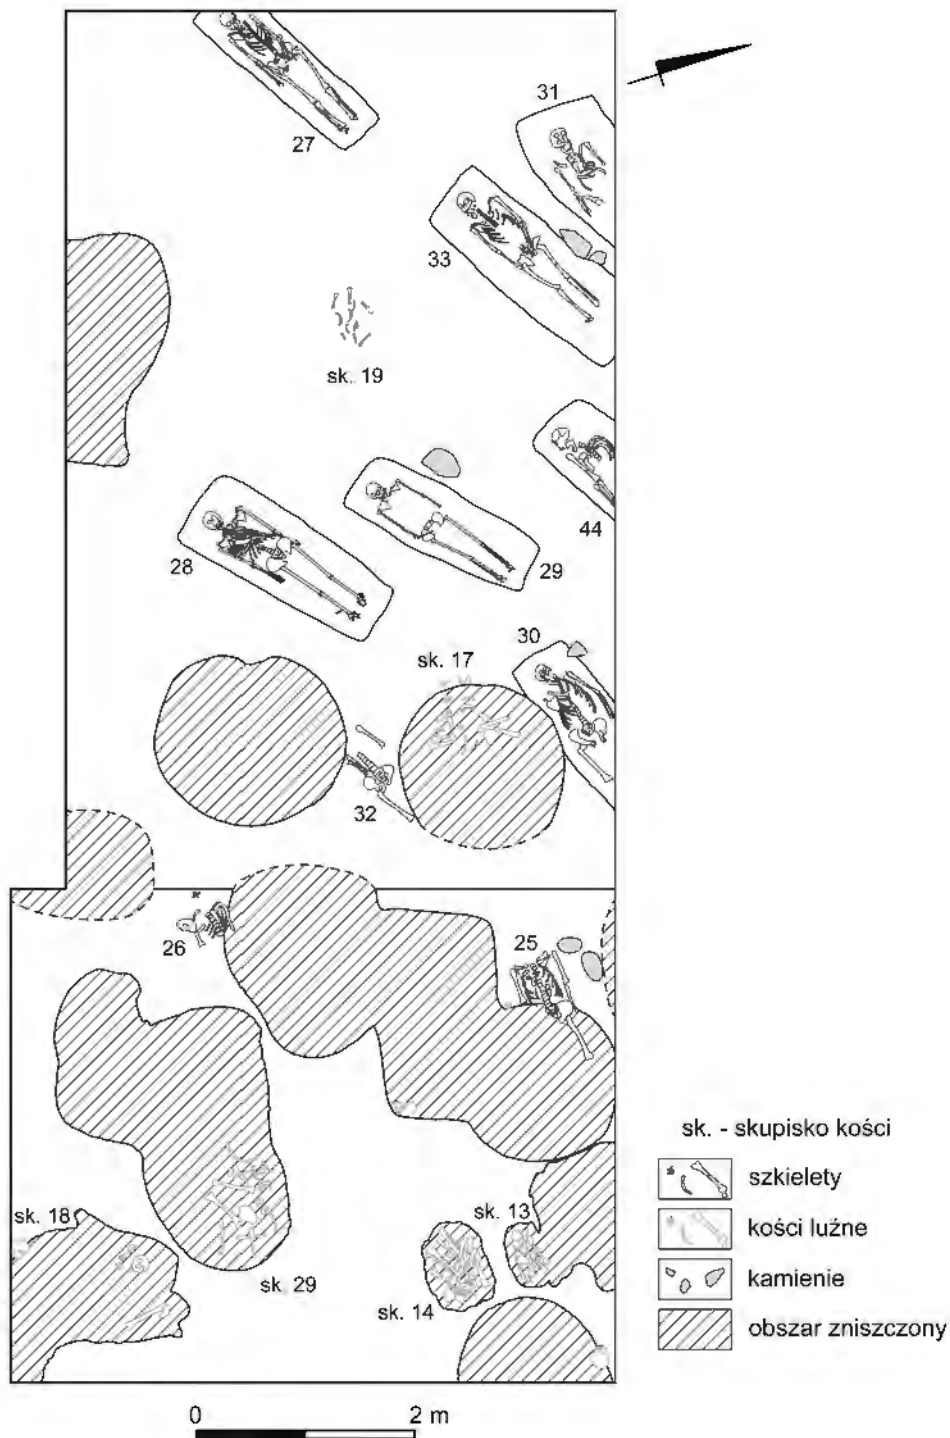 27
31
33
sk. 19
44
28
29
30
sk. 17
32
26
25
sk. - skupisko kości
szkielety
sk. 13
sk. 18
kości luźne
sk. 29
kamienie
sk. 14
obszar zniszczony
0 2 m